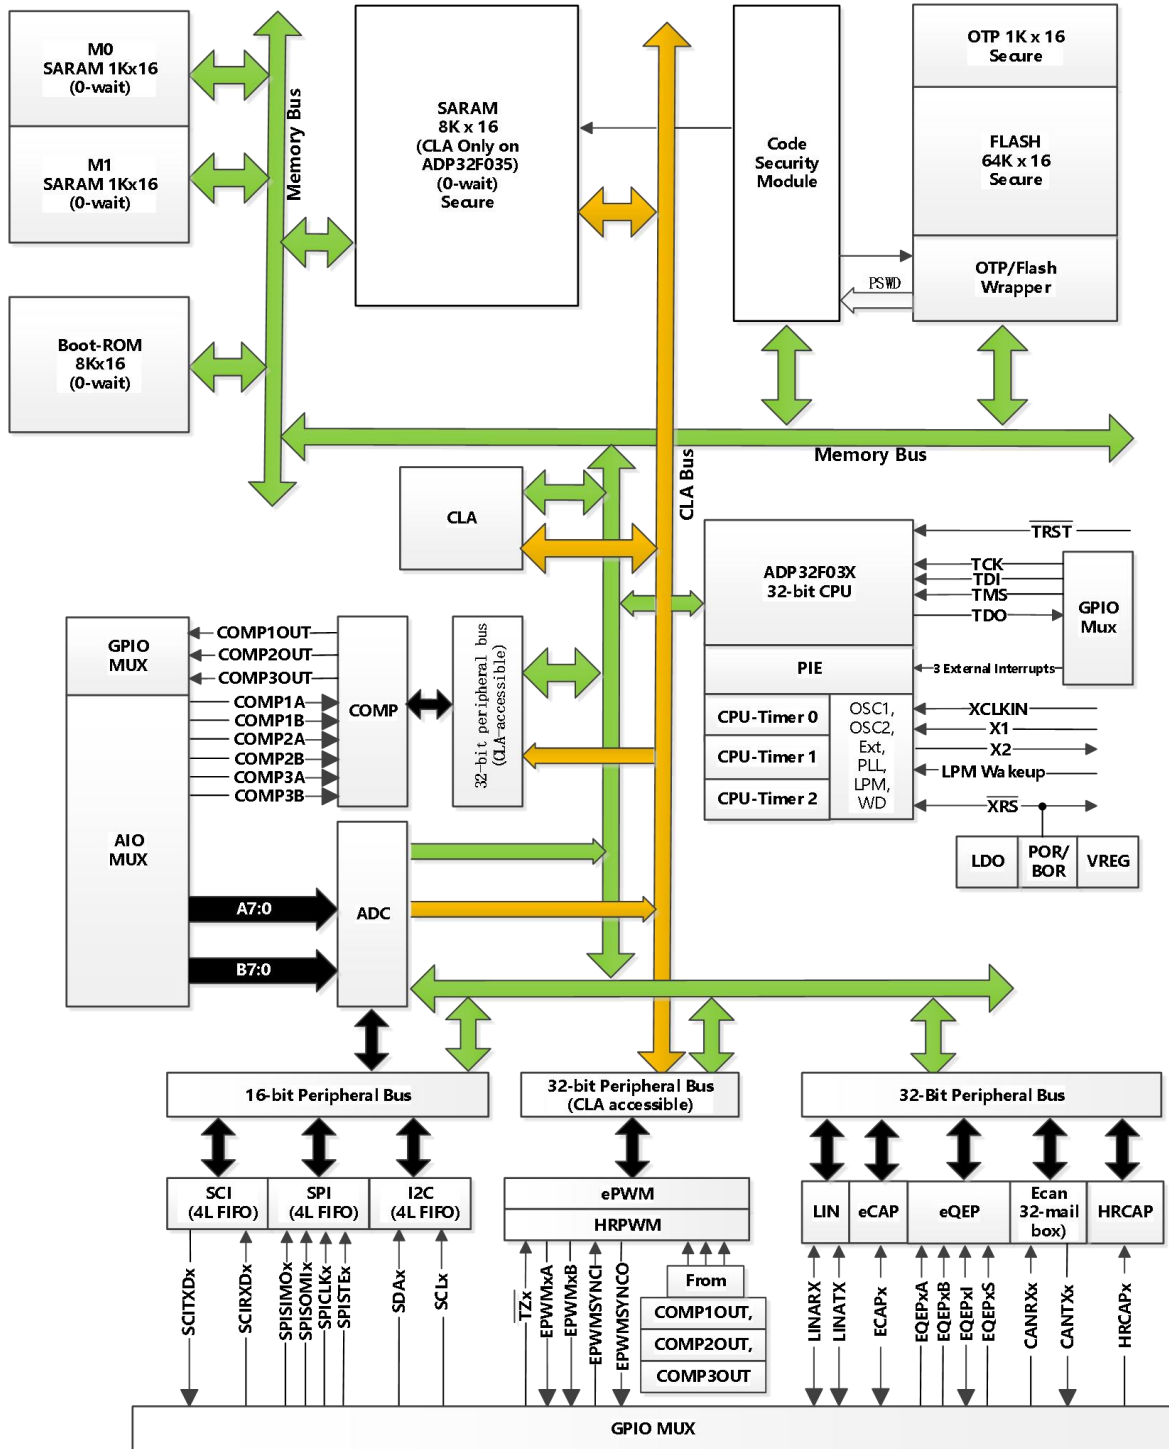 M0
SARAM 1Kx16
(0-wait)
M1
SARAM 1Kx16
(0-wait)
Boot-ROM
8Kx16
(0-wait)
Memory Bus
SARAM
8K x 16
(CLA Only on
ADP32F035)
(0-wait)
Secure
Code
Security
Module
OTP 1K x 16
Secure
FLASH
64K x 16
Secure
OTP/Flash
Wrapper
PSWD
Memory Bus
CLA Bus
CLA
ADP32F03X
32-bit CPU
TRST
TCK
TDI
TMS
TDO
GPIO
Mux
PIE
3 External Interrupts
CPU-Timer 0
CPU-Timer 1
CPU-Timer 2
OSC1,
OSC2,
Ext,
PLL,
LPM,
WD
XCLKIN
X1
X2
LPM Wakeup
XRS
LDO
POR/
BOR
VREG
GPIO
MUX
COMP1OUT
COMP2OUT
COMP3OUT
COMP1A
COMP1B
COMP2A
COMP2B
COMP3A
COMP3B
COMP
32-bit peripheral bus
(CLA-accessible)
AIO
MUX
A7:0
B7:0
ADC
16-bit Peripheral Bus
32-bit Peripheral Bus
(CLA accessible)
32-Bit Peripheral Bus
SCI
(4L FIFO)
SPI
(4L FIFO)
I2C
(4L FIFO)
ePWM
HRPWM
LIN
eCAP
eQEP
Ecan
32-mail
box)
HRCAP
SCITXDx
SCIRXDx
SPISIMOx
SPISOMIx
SPICLKx
SPISTEx
SDAx
SCLx
TZx
EPWMxA
EPWMxB
EPWMSYNCI
EPWMSYNCO
From
COMP1OUT,
COMP2OUT,
COMP3OUT
LINARX
LINATX
ECAPx
EQEPxA
EQEPxB
EQEPxI
EQEPxS
CANRXx
CANTXx
HRCAPx
GPIO MUX